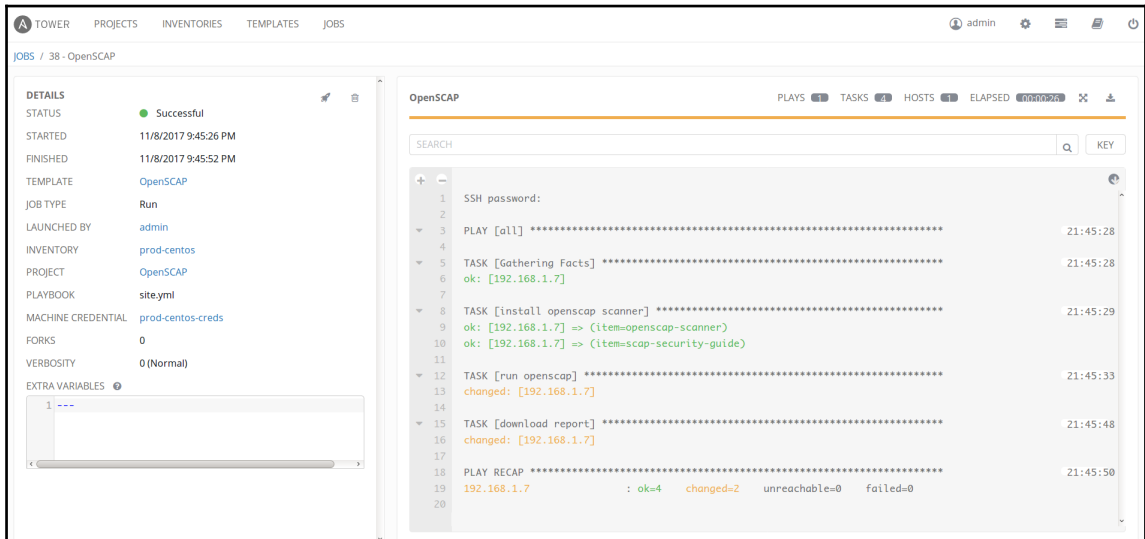 A TOWER PROJECTS INVENTORIES TEMPLATES JOBS admin
JOBS / 38 - OpenSCAP
DETAILS
STATUS Successful
STARTED 11/8/2017 9:45:26 PM
FINISHED 11/8/2017 9:45:52 PM
TEMPLATE OpenSCAP
JOB TYPE Run
LAUNCHED BY admin
INVENTORY prod-centos
PROJECT OpenSCAP
PLAYBOOK site.yml
MACHINE CREDENTIAL prod-centos-creds
FORKS 0
VERBOSITY 0 (Normal)
EXTRA VARIABLES ?
1 ---
OpenSCAP PLAYS 1 TASKS 4 HOSTS 1 ELAPSED 00:00:26
SEARCH KEY
1 SSH password:
2
3 PLAY [all] ********************************************************************* 21:45:28
4
5 TASK [Gathering Facts] ********************************************************* 21:45:28
6 ok: [192.168.1.7]
7
8 TASK [install openscap scanner] ************************************************ 21:45:29
9 ok: [192.168.1.7] => (item=openscap-scanner)
10 ok: [192.168.1.7] => (item=scap-security-guide)
11
12 TASK [run openscap] ************************************************************ 21:45:33
13 changed: [192.168.1.7]
14
15 TASK [download report] ********************************************************* 21:45:48
16 changed: [192.168.1.7]
17
18 PLAY RECAP ********************************************************************* 21:45:50
19 192.168.1.7 : ok=4 changed=2 unreachable=0 failed=0
20